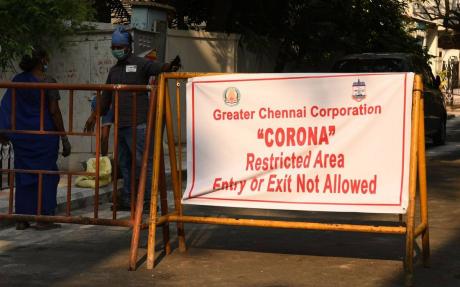 Greater Chennai Corporation
“CORONA”
Restricted Area
Entry or Exit Not Allowed